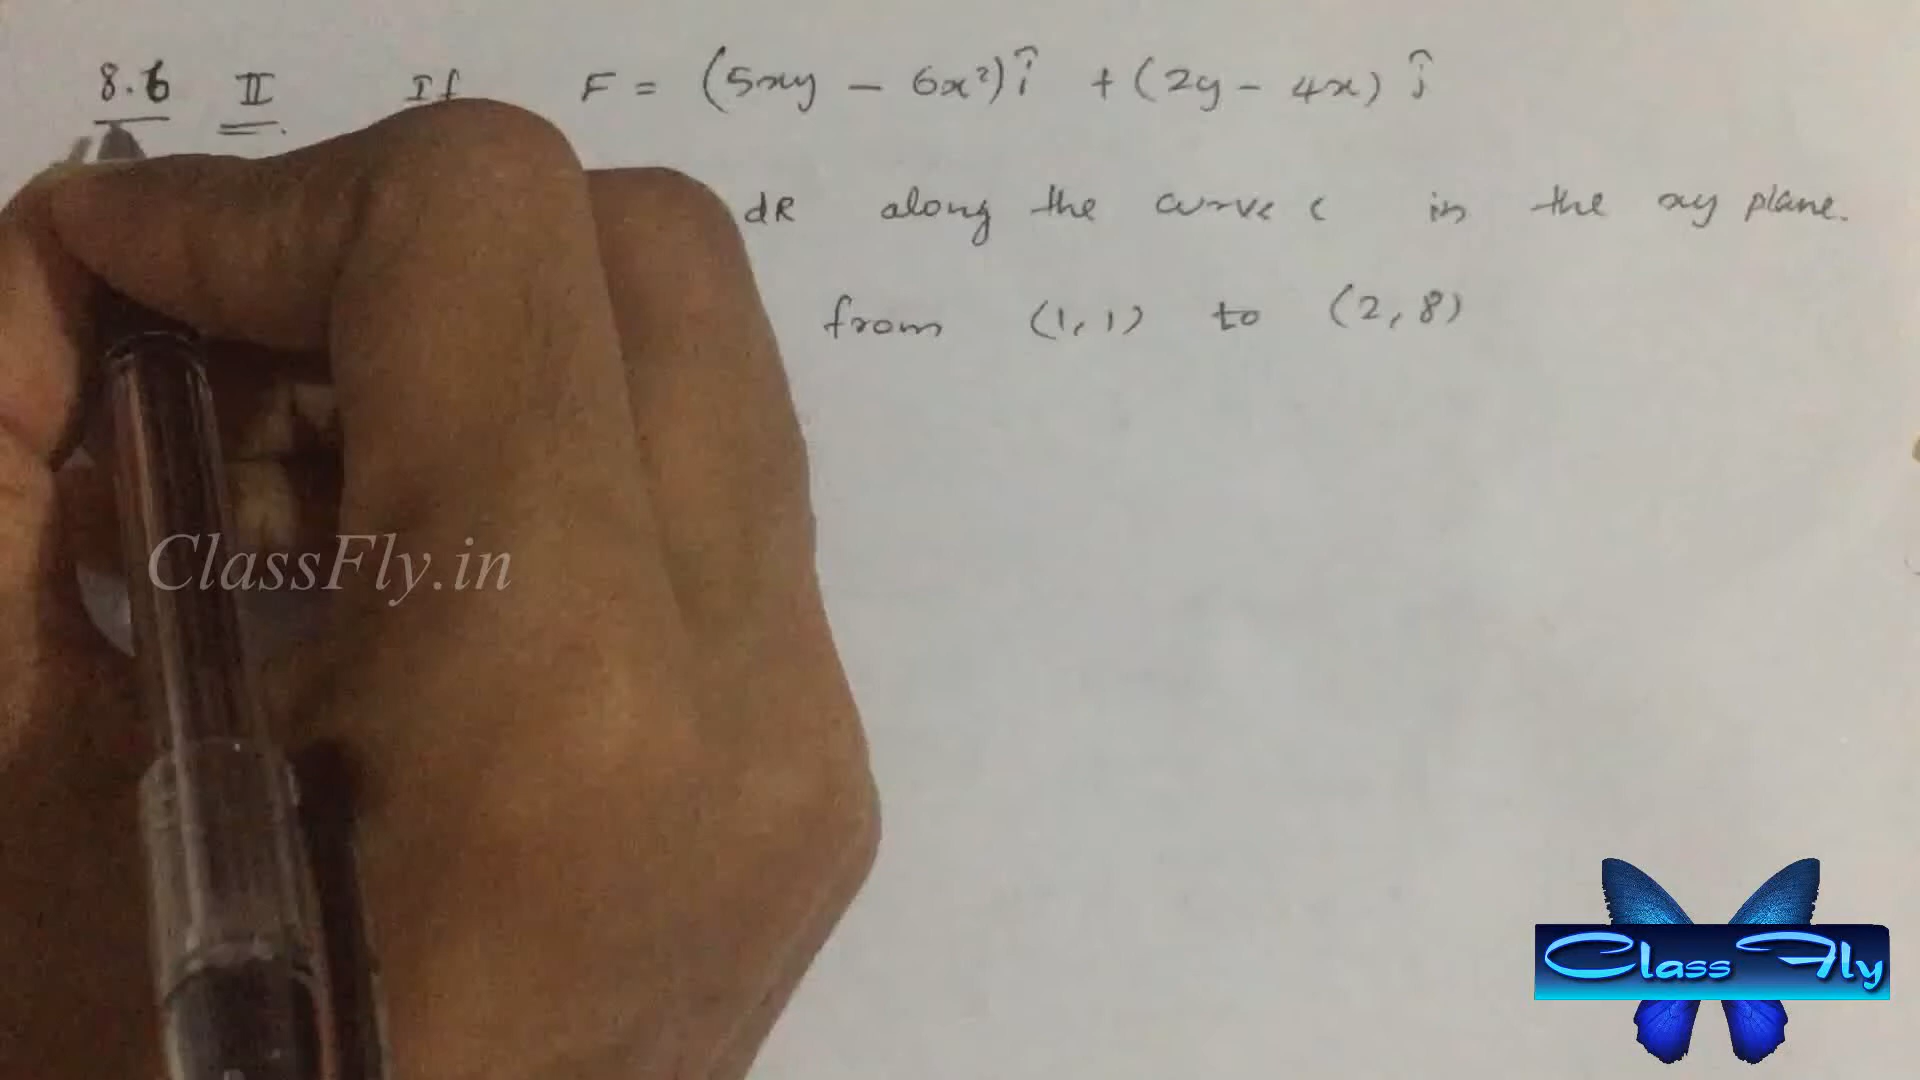 8.6 II If F = (5xy - 6x²)î + (2y - 4x) ĵ
dR along the curve c in the xy plane.
from (1,1) to (2,8)
ClassFly.in
Class Fly